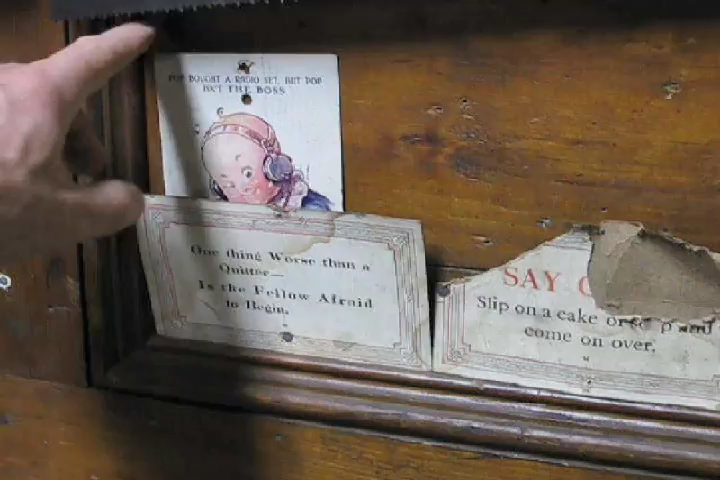 BOUGHT A RADIO SET, BUT POP
ISN'T THE BOSS
One thing Worse than a
Quitter—
Is the Fellow Afraid
to Begin.
SAY
Slip on a cake of
come on over.